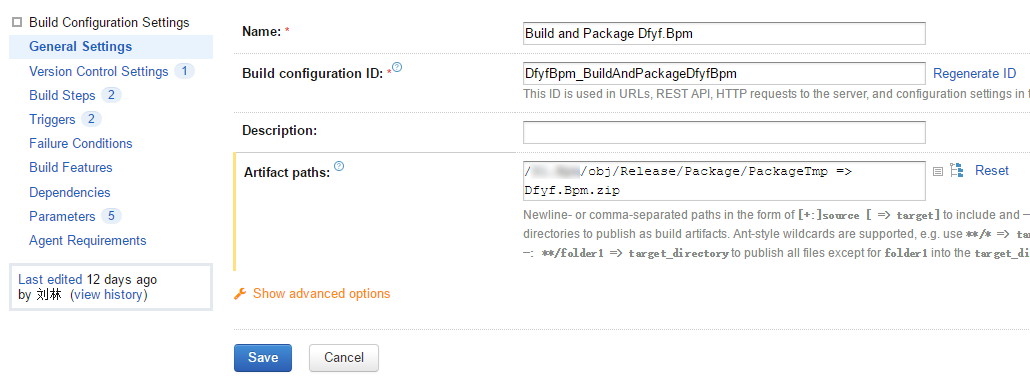 Build Configuration Settings
General Settings
Version Control Settings 1
Build Steps 2
Triggers 2
Failure Conditions
Build Features
Dependencies
Parameters 5
Agent Requirements
Last edited 12 days ago
by 刘林 (view history)
Name: *
Build and Package Dfyf.Bpm
Build configuration ID: *
DfyfBpm_BuildAndPackageDfyfBpm
Regenerate ID
This ID is used in URLs, REST API, HTTP requests to the server, and configuration settings in t
Description:
Artifact paths:
/ /obj/Release/Package/PackageTmp =>
Dfyf.Bpm.zip
Reset
Newline- or comma-separated paths in the form of [+:]source [ => target] to include and –
directories to publish as build artifacts. Ant-style wildcards are supported, e.g. use **/* => tar
–: **/folder1 => target_directory to publish all files except for folder1 into the target_di
Show advanced options
Save
Cancel